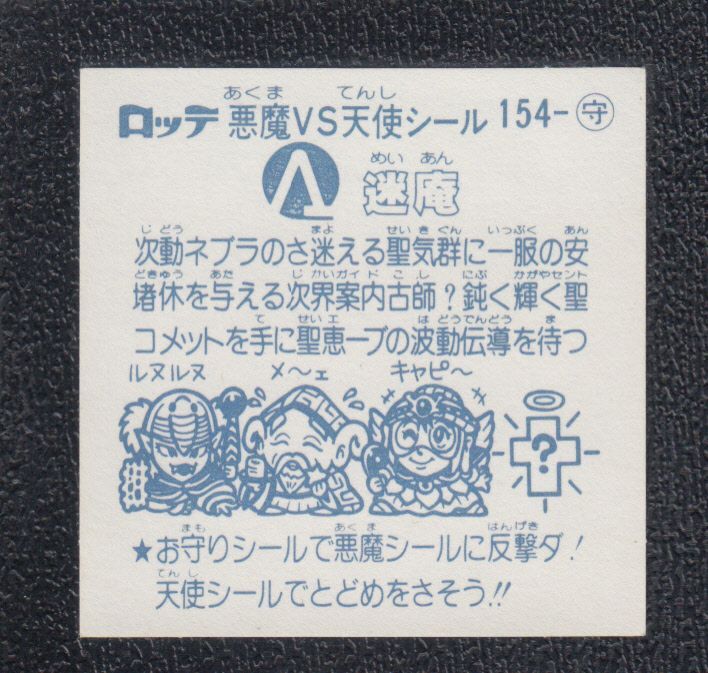 あくま てんし
ロッテ 悪魔VS天使シール 154-守
めい あん
迷庵
じどう まよ せいきぐん いっぷく あん
次動ネブラのさ迷える聖気群に一服の安
どきゅう あた じかいガイドこし にぶ かがやセント
堵休を与える次界案内古師？鈍く輝く聖
て せいエ はどうでんどう ま
コメットを手に聖恵ーブの波動伝導を待つ
ルヌルヌ メ〜ェ キャピ〜
?
まも あくま はんげき
★お守りシールで悪魔シールに反撃ダ！
てんし
天使シールでとどめをさそう!!